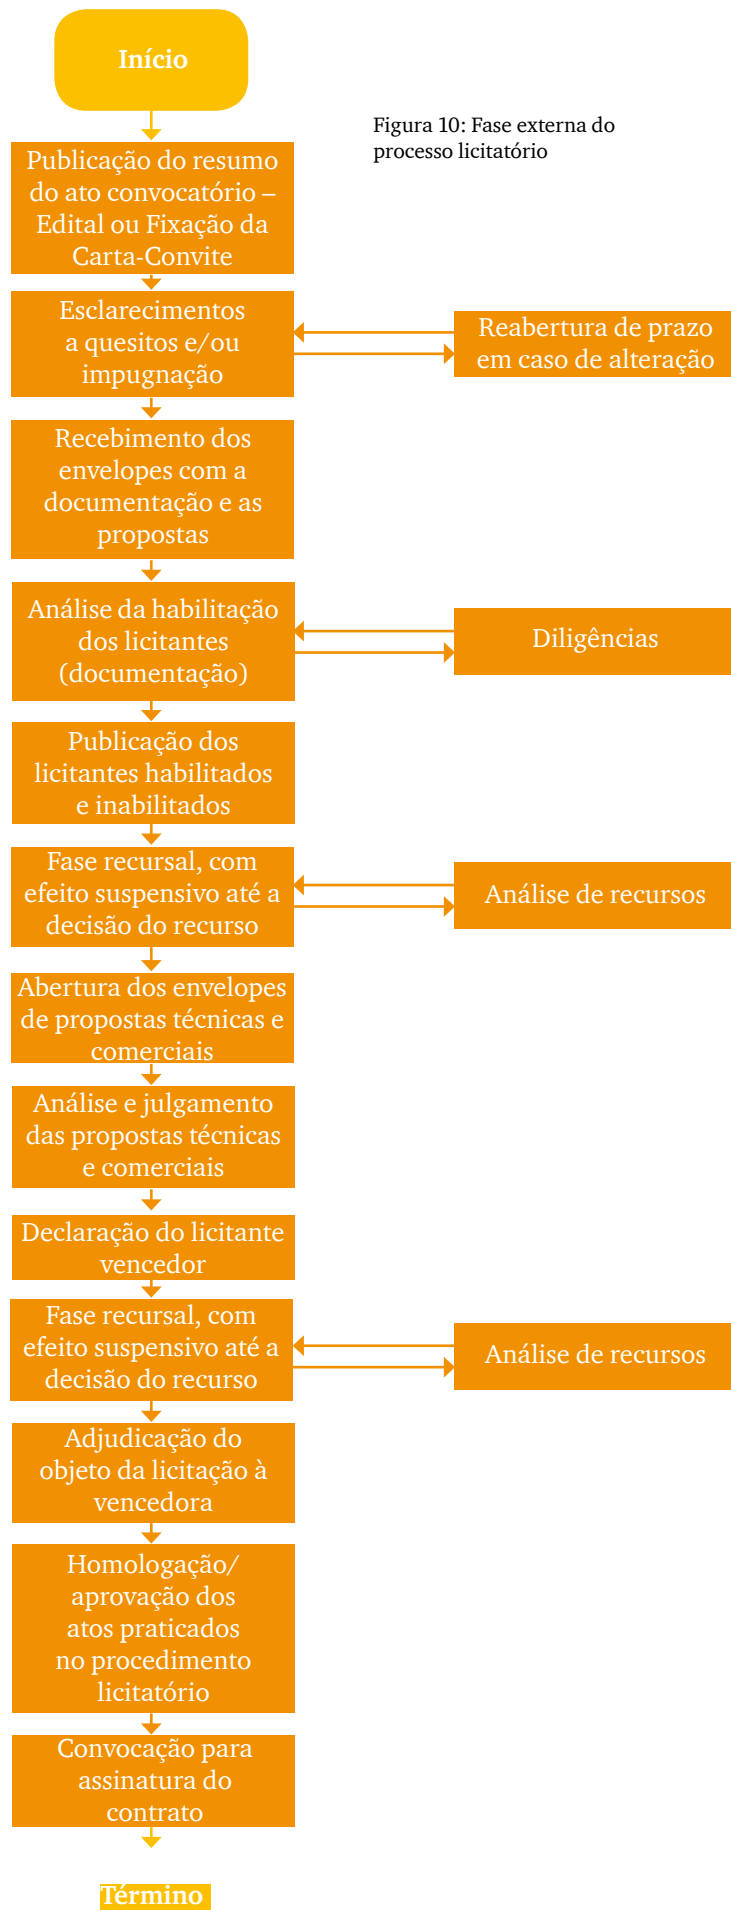 Início
Figura 10: Fase externa do
processo licitatório
Publicação do resumo
do ato convocatório –
Edital ou Fixação da
Carta-Convite
Esclarecimentos
a quesitos e/ou
impugnação
Reabertura de prazo
em caso de alteração
Recebimento dos
envelopes com a
documentação e as
propostas
Análise da habilitação
dos licitantes
(documentação)
Diligências
Publicação dos
licitantes habilitados
e inabilitados
Fase recursal, com
efeito suspensivo até a
decisão do recurso
Análise de recursos
Abertura dos envelopes
de propostas técnicas e
comerciais
Análise e julgamento
das propostas técnicas
e comerciais
Declaração do licitante
vencedor
Fase recursal, com
efeito suspensivo até a
decisão do recurso
Análise de recursos
Adjudicação do
objeto da licitação à
vencedora
Homologação/
aprovação dos
atos praticados
no procedimento
licitatório
Convocação para
assinatura do
contrato
Término